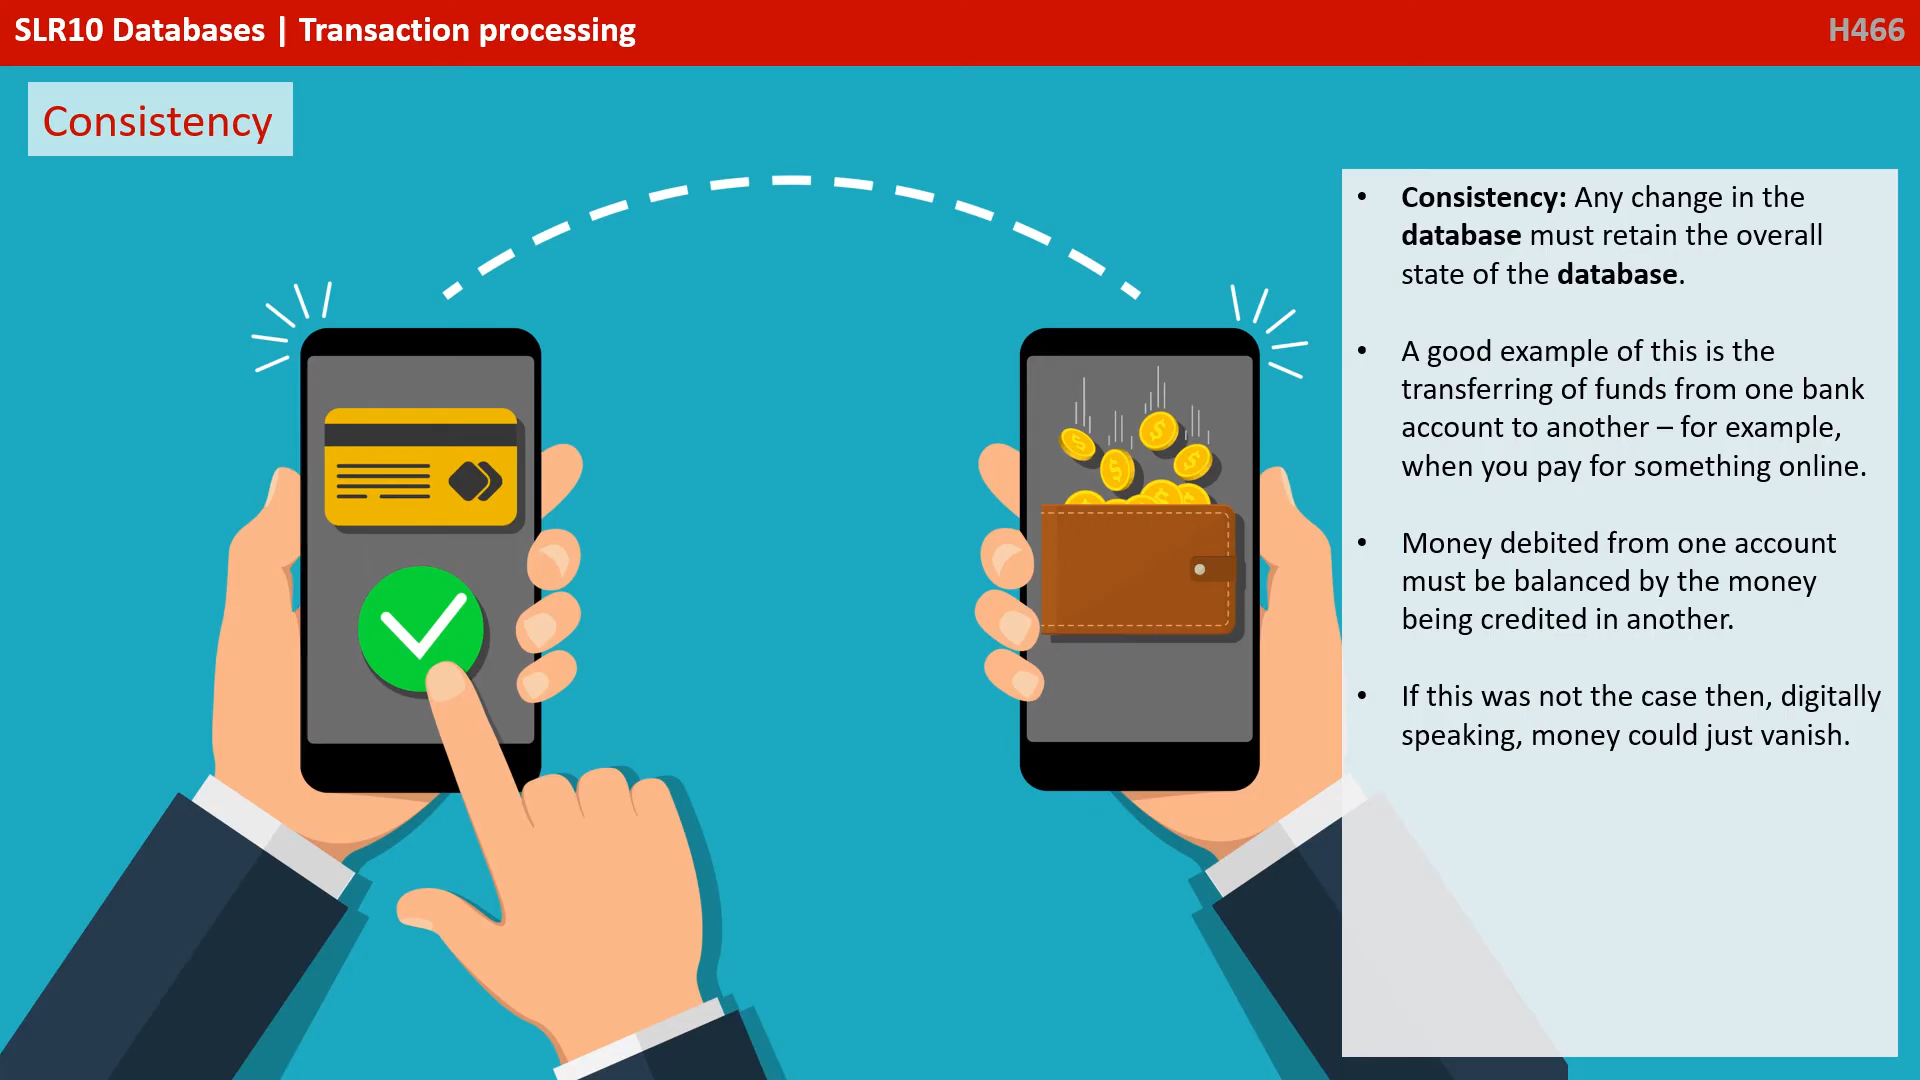 SLR10 Databases | Transaction processing
H466
Consistency
• Consistency: Any change in the
database must retain the overall
state of the database.
• A good example of this is the
transferring of funds from one bank
account to another – for example,
when you pay for something online.
• Money debited from one account
must be balanced by the money
being credited in another.
• If this was not the case then, digitally
speaking, money could just vanish.